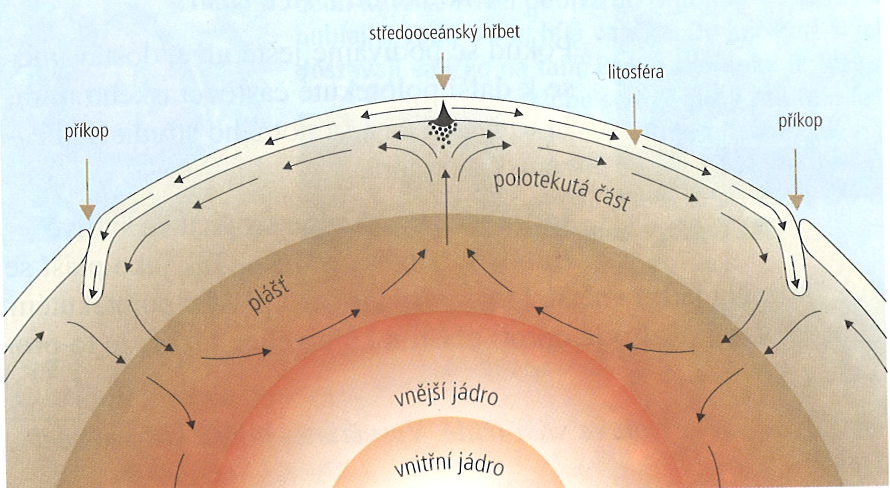 středooceánský hřbet
litosféra
příkop
příkop
polotekutá část
plášť
vnější jádro
vnitřní jádro